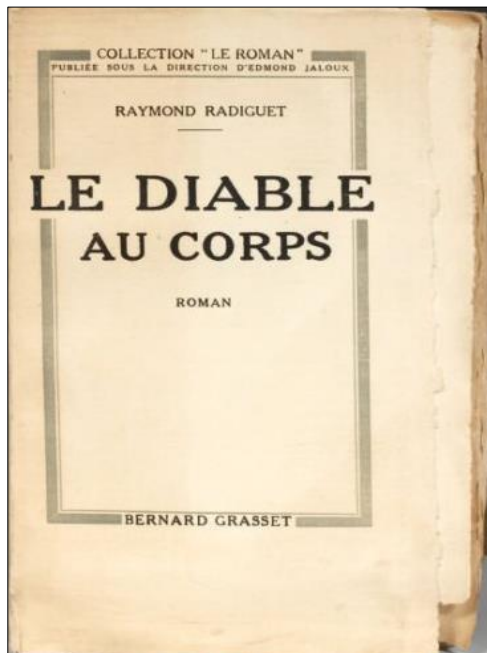 COLLECTION "LE ROMAN"
PUBLIÉE SOUS LA DIRECTION D'EDMOND JALOUX
RAYMOND RADIGUET
LE DIABLE
AU CORPS
ROMAN
BERNARD GRASSET